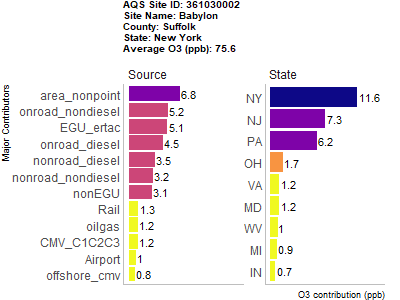 AQS Site ID: 361030002
Site Name: Babylon
County: Suffolk
State: New York
Average O3 (ppb): 75.6
Major Contributors
Source
area_nonpoint 6.8
onroad_nondiesel 5.2
EGU_ertac 5.1
onroad_diesel 4.5
nonroad_diesel 3.5
nonroad_nondiesel 3.2
nonEGU 3.1
Rail 1.3
oilgas 1.2
CMV_C1C2C3 1.2
Airport 1
offshore_cmv 0.8
State
NY 11.6
NJ 7.3
PA 6.2
OH 1.7
VA 1.2
MD 1.2
WV 1
MI 0.9
IN 0.7
O3 contribution (ppb)